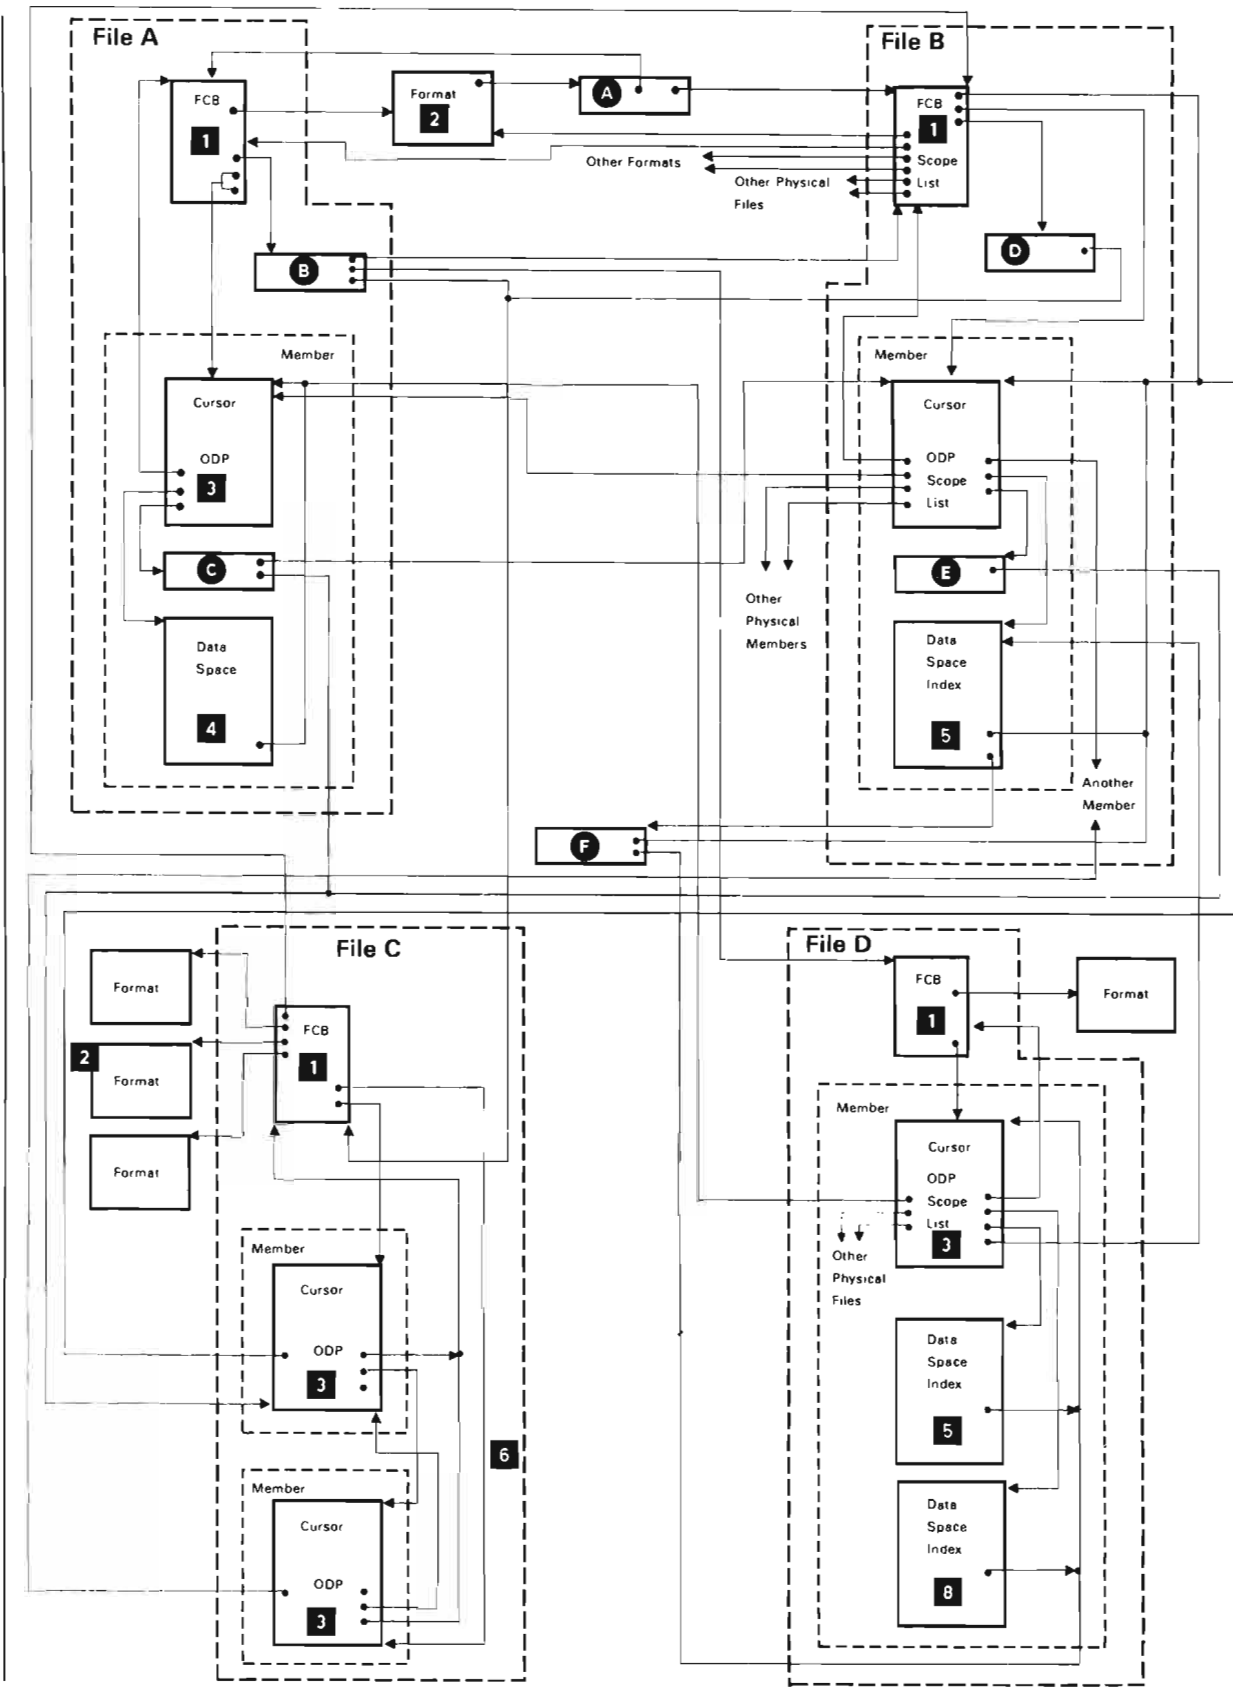 File A
FCB
1
Format
2
A
File B
FCB
1
Scope
List
Other Formats
Other Physical
Files
B
D
Member
Cursor
ODP
3
C
Data
Space
4
Member
Cursor
ODP
Scope
List
E
Other
Physical
Members
Data
Space
Index
5
Another
Member
F
File C
Format
2
Format
Format
FCB
1
Member
Cursor
ODP
3
6
Member
Cursor
ODP
3
File D
FCB
1
Format
Member
Cursor
ODP
Scope
List
3
Other
Physical
Files
Data
Space
Index
5
Data
Space
Index
8